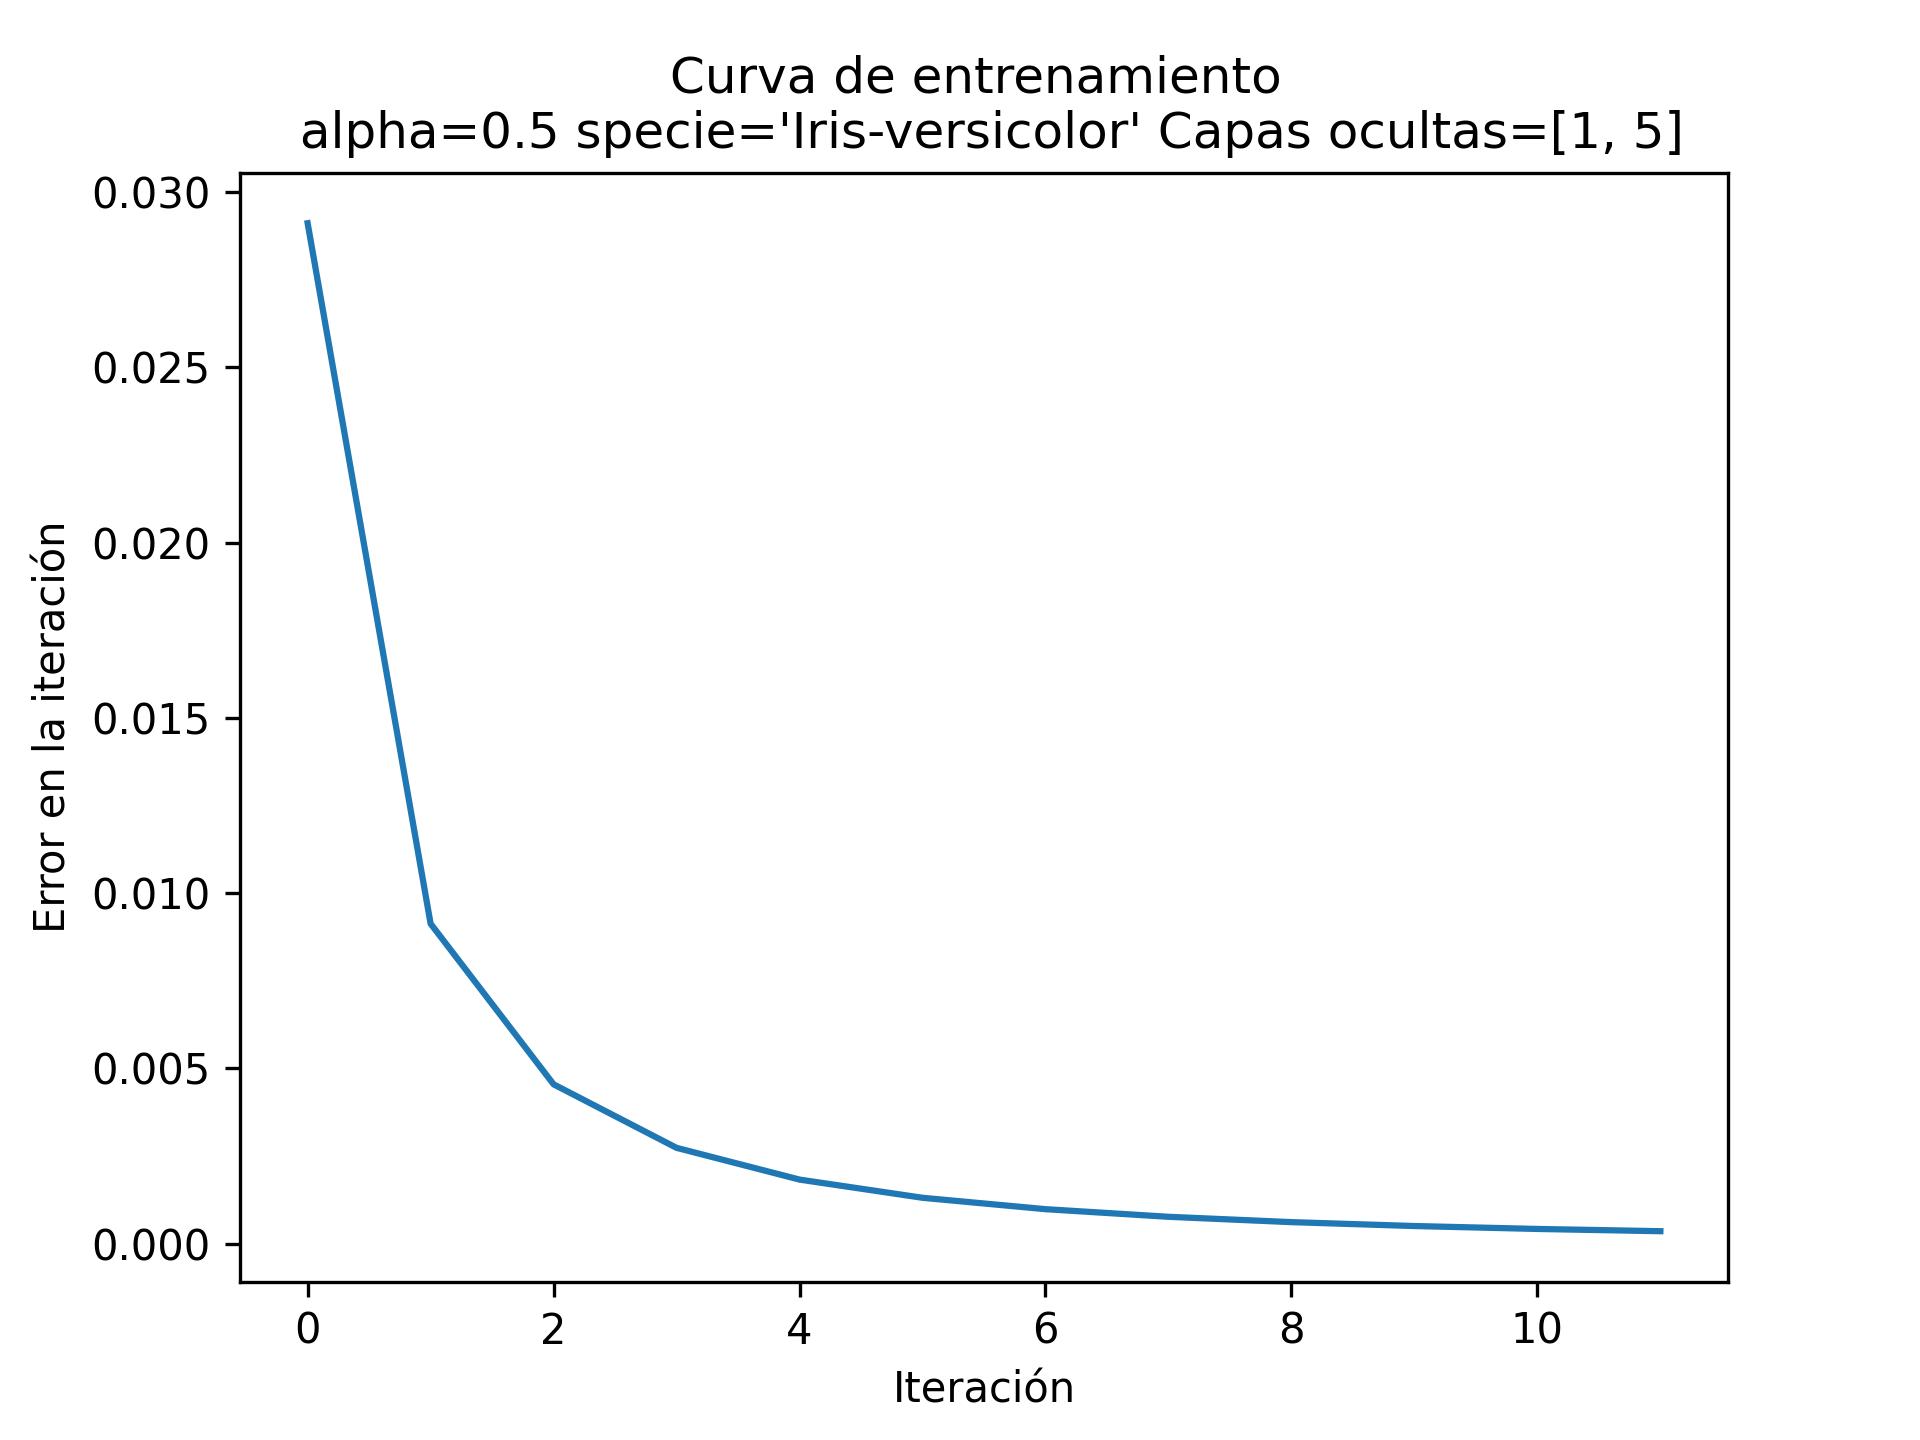 Curva de entrenamiento
alpha=0.5 specie='Iris-versicolor' Capas ocultas=[1, 5]
0.030
0.025
0.020
0.015
0.010
0.005
0.000
Error en la iteración
0 2 4 6 8 10
Iteración